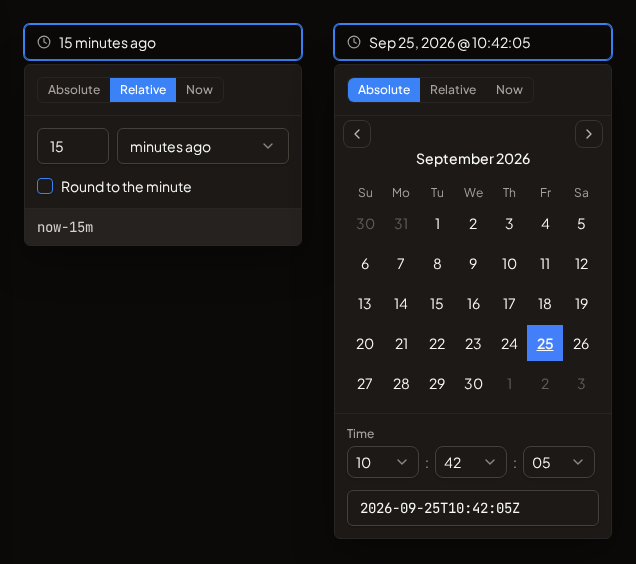 15 minutes ago
Absolute Relative Now
15 minutes ago
Round to the minute
now-15m
Sep 25, 2026 @ 10:42:05
Absolute Relative Now
September 2026
Su Mo Tu We Th Fr Sa
30 31 1 2 3 4 5
6 7 8 9 10 11 12
13 14 15 16 17 18 19
20 21 22 23 24 25 26
27 28 29 30 1 2 3
Time
10 : 42 : 05
2026-09-25T10:42:05Z